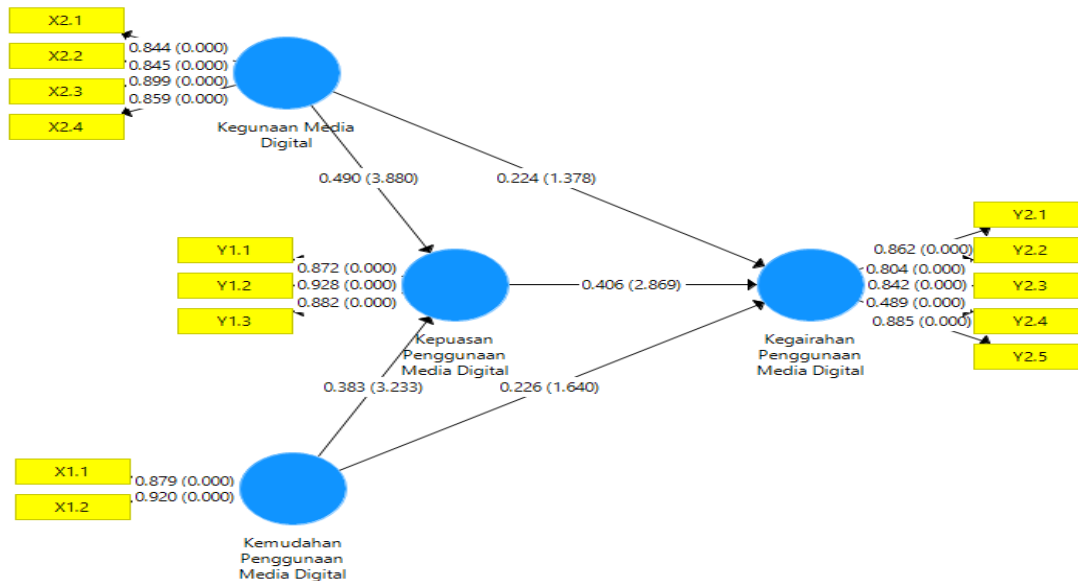 X2.1
X2.2
X2.3
X2.4
0.844 (0.000)
0.845 (0.000)
0.899 (0.000)
0.859 (0.000)
Kegunaan Media
Digital
0.490 (3.880)
0.224 (1.378)
Y1.1
Y1.2
Y1.3
0.872 (0.000)
0.928 (0.000)
0.882 (0.000)
Kepuasan
Penggunaan
Media Digital
0.406 (2.869)
Kegairahan
Penggunaan
Media Digital
0.862 (0.000)
0.804 (0.000)
0.842 (0.000)
0.489 (0.000)
0.885 (0.000)
Y2.1
Y2.2
Y2.3
Y2.4
Y2.5
0.383 (3.233)
0.226 (1.640)
X1.1
X1.2
0.879 (0.000)
0.920 (0.000)
Kemudahan
Penggunaan
Media Digital